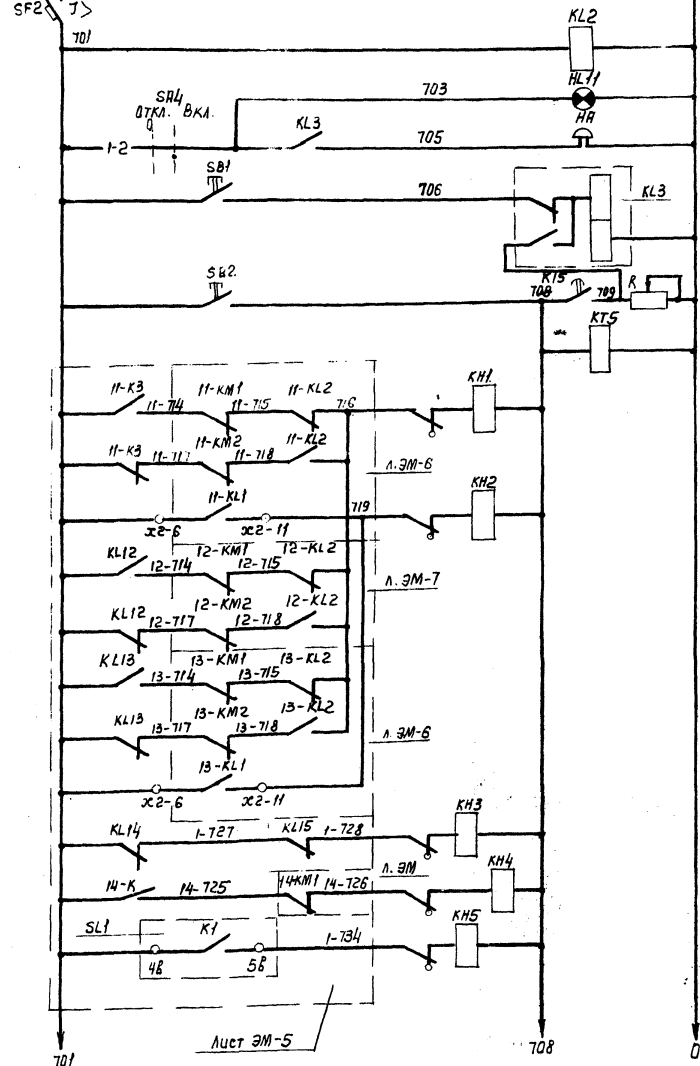 SF2 J>
701
KL2
703
HL11
SA4
ОТКЛ. ВКЛ.
0
HA
1-2
KL3
705
SB1
706
KL3
SB2
708
KT5
709
R
KT5
11-K3
11-714
11-KM1
11-715
11-KL2
716
KH1
11-K3
11-717
11-KM2
11-718
11-KL2
Л.ЭМ-6
11-KL1
719
KH2
X2-6
X2-11
KL12
12-714
12-KM1
12-715
12-KL2
Л.ЭМ-7
KL12
12-717
12-KM2
12-718
12-KL2
KL13
13-714
13-KM1
13-715
13-KL2
KL13
13-717
13-KM2
13-718
13-KL2
Л.ЭМ-6
13-KL1
X2-6
X2-11
KL14
1-727
KL15
1-728
KH3
14-K
14-725
14KM1
14-726
Л.ЭМ
KH4
SL1
K1
1-734
KH5
4В
5В
Лист ЭМ-5
701
708
0